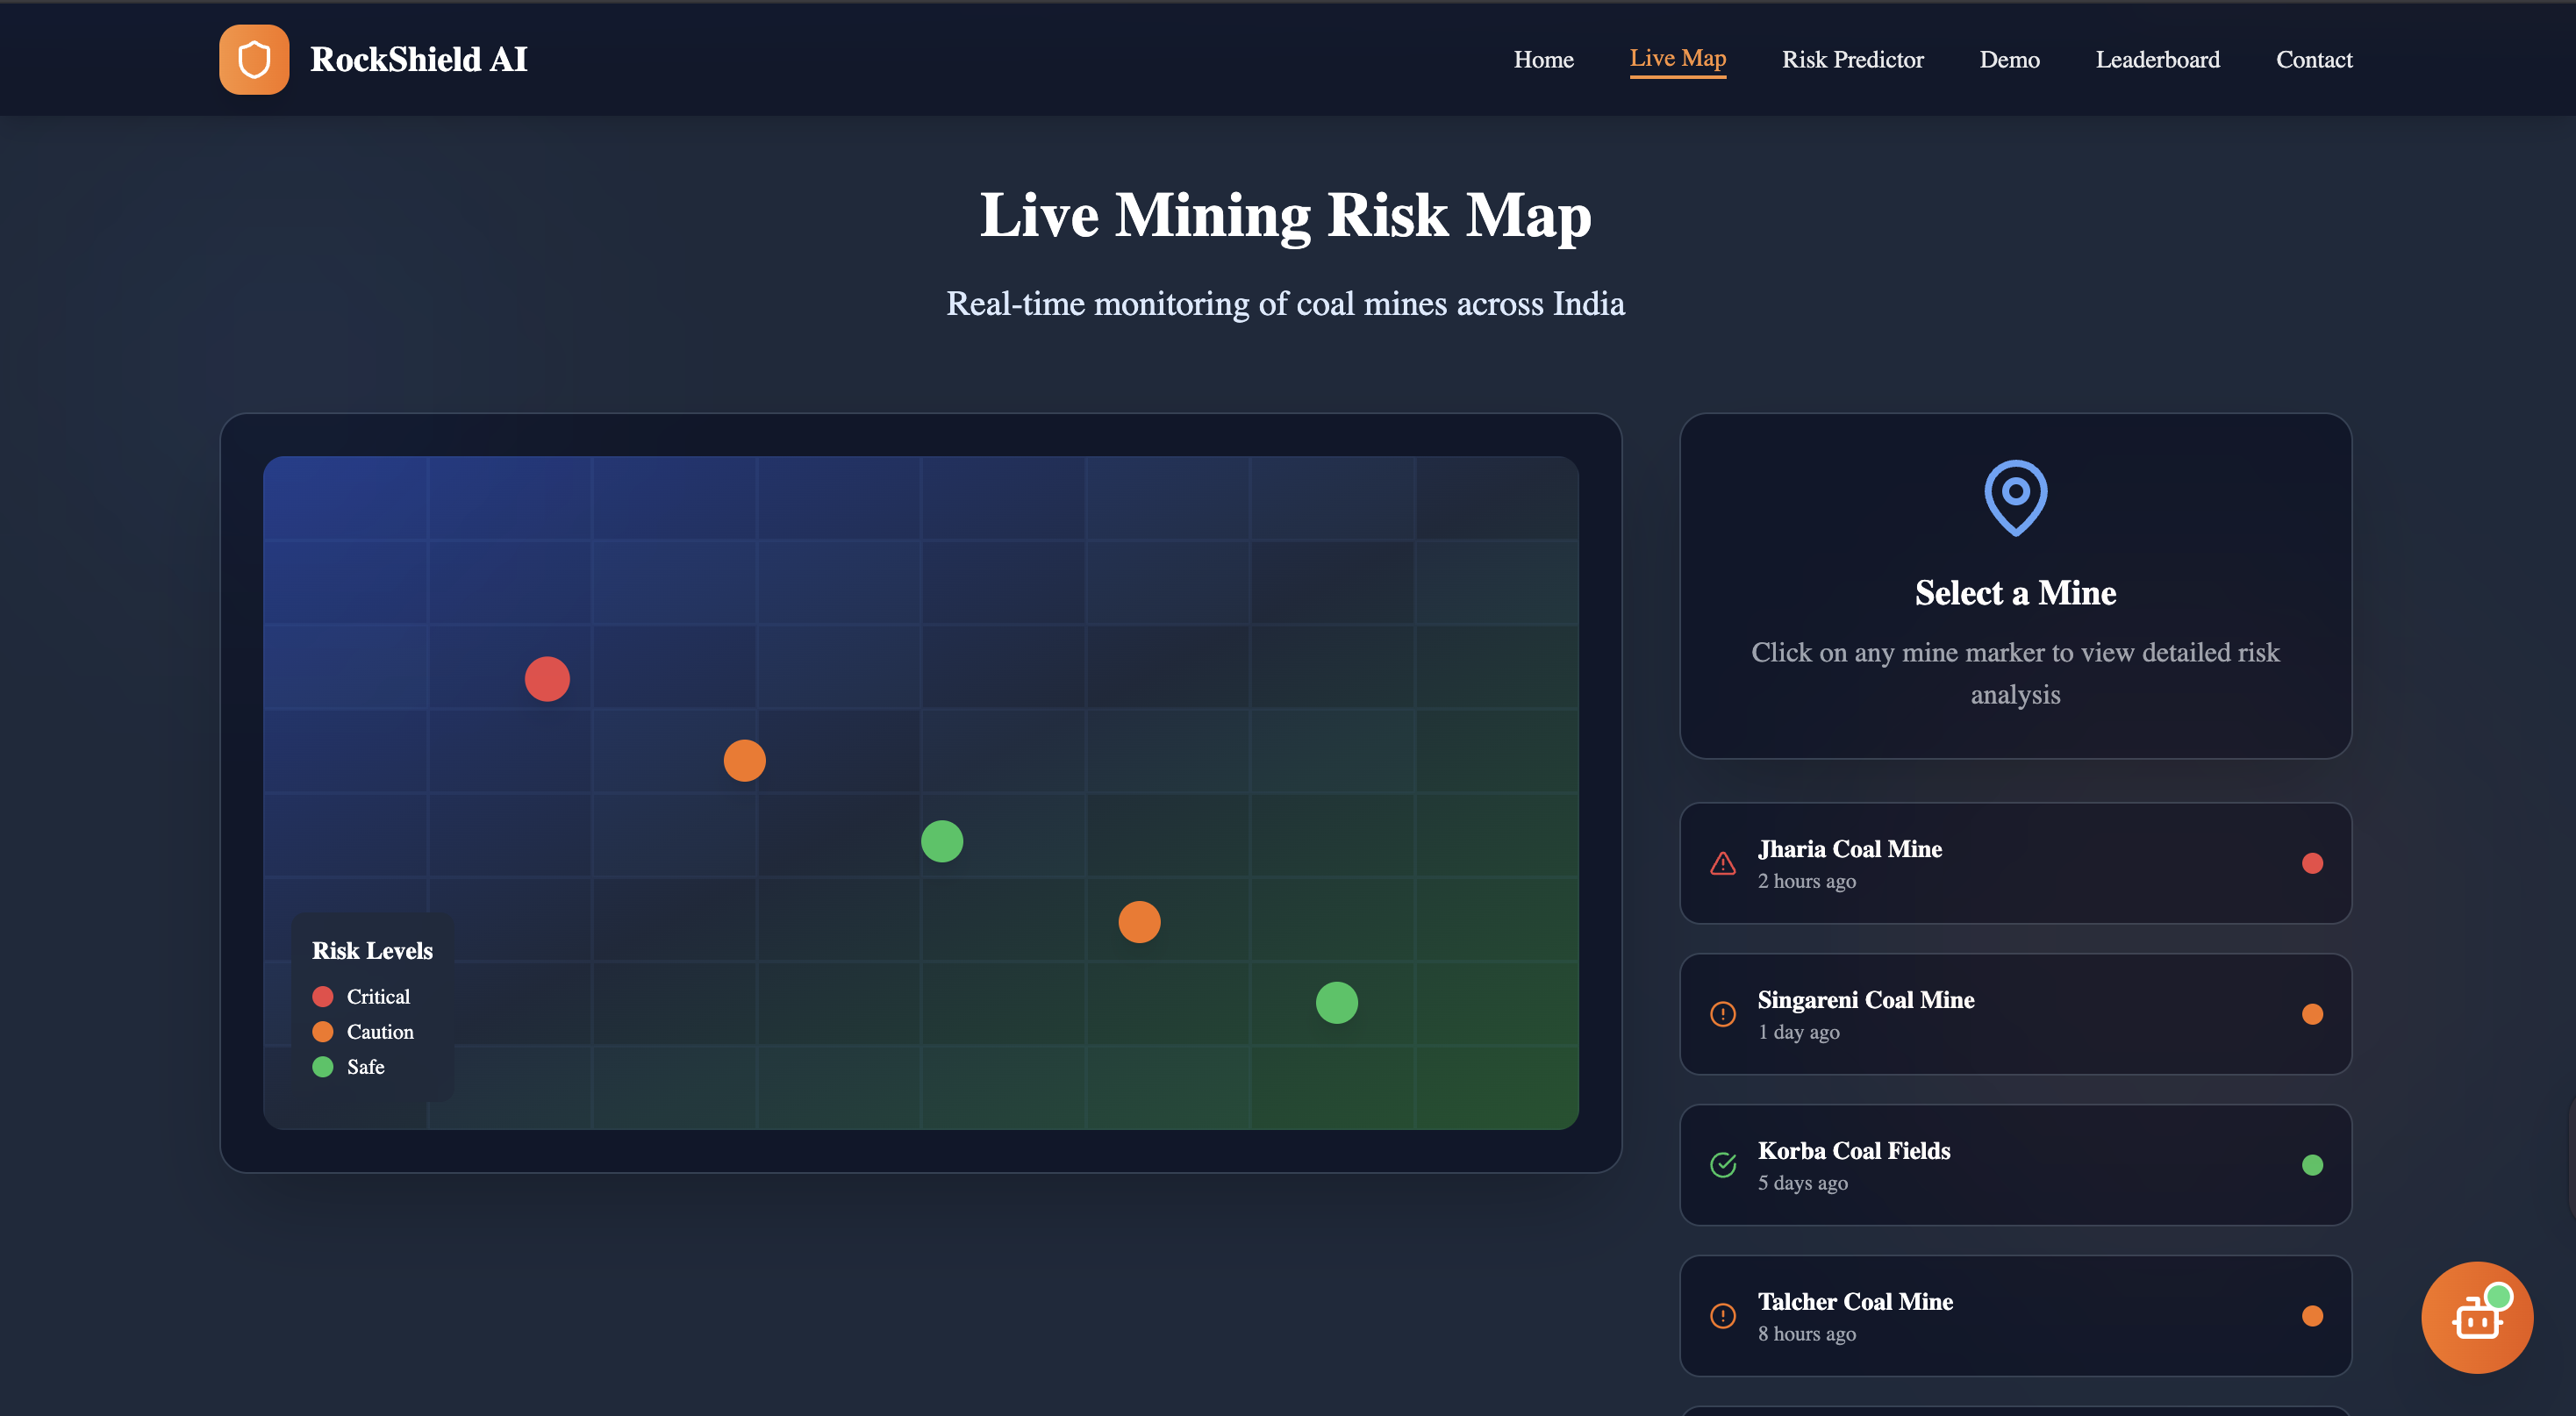 RockShield AI
Home
Live Map
Risk Predictor
Demo
Leaderboard
Contact
Live Mining Risk Map
Real-time monitoring of coal mines across India
Risk Levels
Critical
Caution
Safe
Select a Mine
Click on any mine marker to view detailed risk
analysis
Jharia Coal Mine
2 hours ago
Singareni Coal Mine
1 day ago
Korba Coal Fields
5 days ago
Talcher Coal Mine
8 hours ago